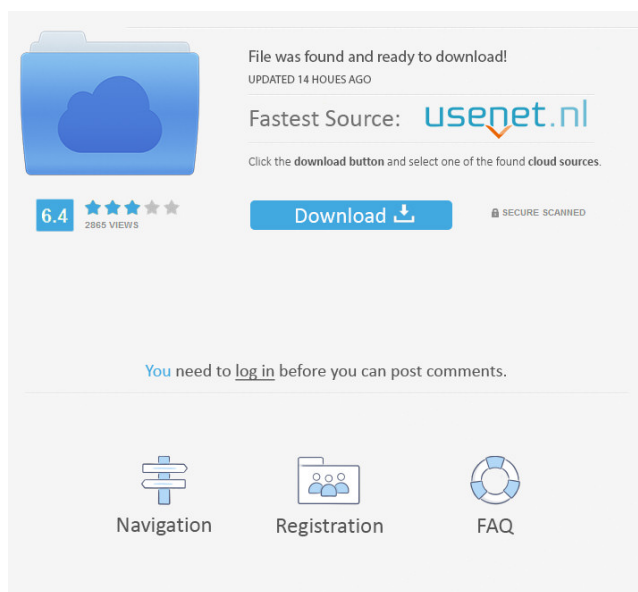 File was found and ready to download!
UPDATED 14 HOUES AGO
Fastest Source: usenet.nl
Click the download button and select one of the found cloud sources.
6.4
2865 VIEWS
Download
SECURE SCANNED
You need to log in before you can post comments.
Navigation
Registration
FAQ